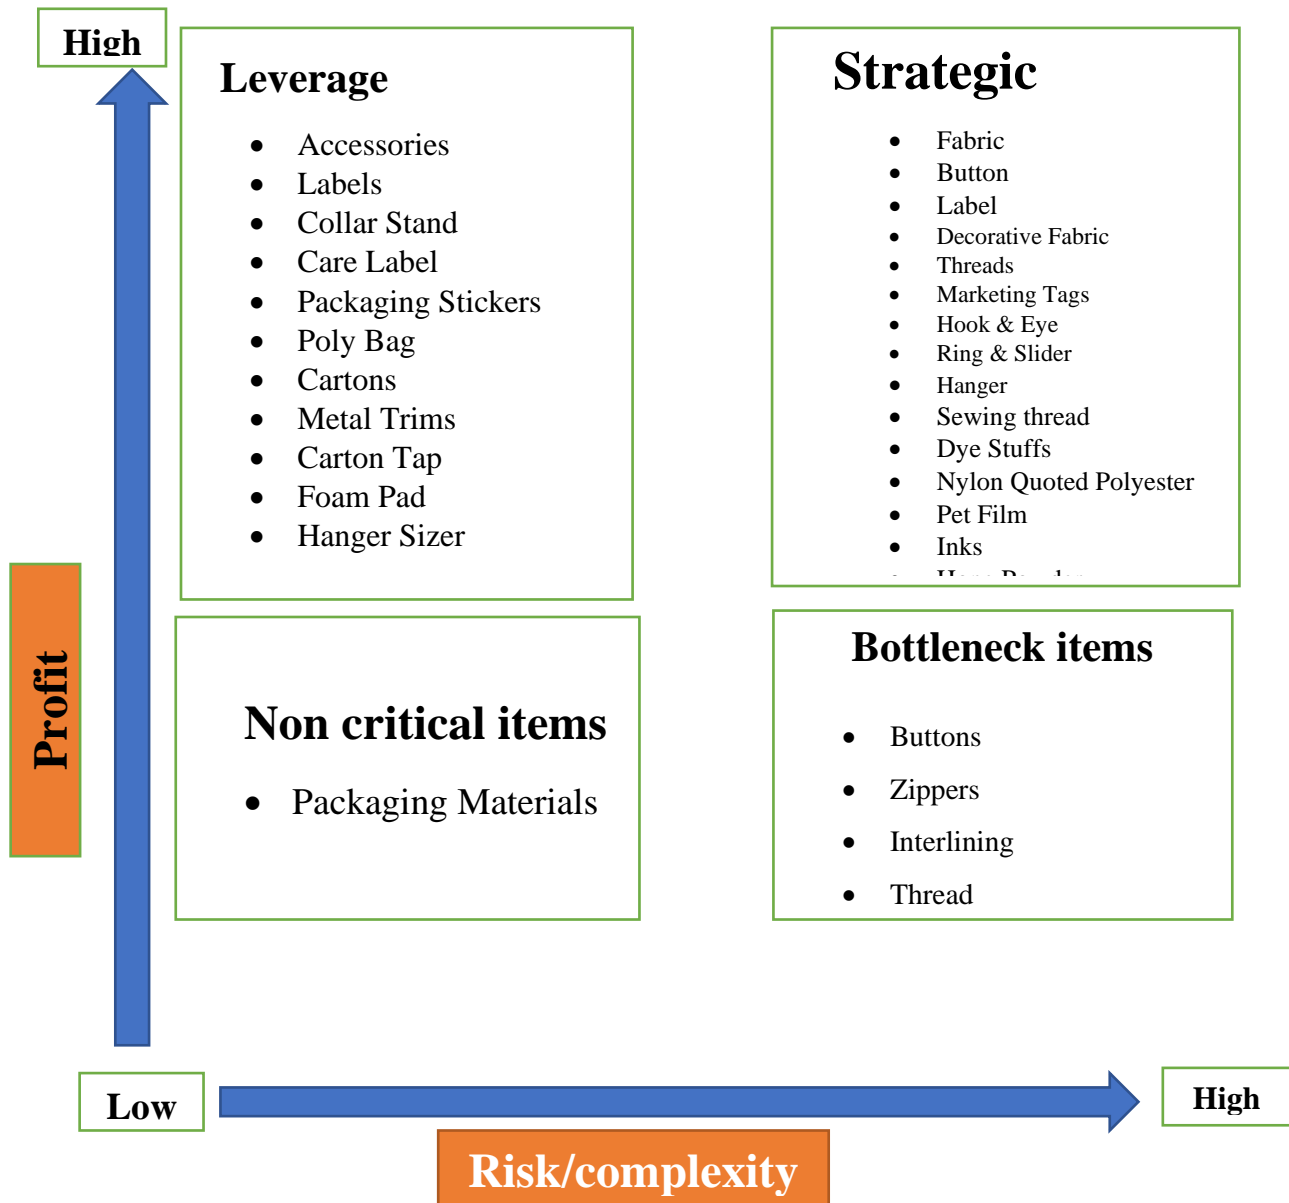 High
Leverage
• Accessories
• Labels
• Collar Stand
• Care Label
• Packaging Stickers
• Poly Bag
• Cartons
• Metal Trims
• Carton Tap
• Foam Pad
• Hanger Sizer
Strategic
• Fabric
• Button
• Label
• Decorative Fabric
• Threads
• Marketing Tags
• Hook & Eye
• Ring & Slider
• Hanger
• Sewing thread
• Dye Stuffs
• Nylon Quoted Polyester
• Pet Film
• Inks
Profit
Non critical items
• Packaging Materials
Bottleneck items
• Buttons
• Zippers
• Interlining
• Thread
Low
High
Risk/complexity